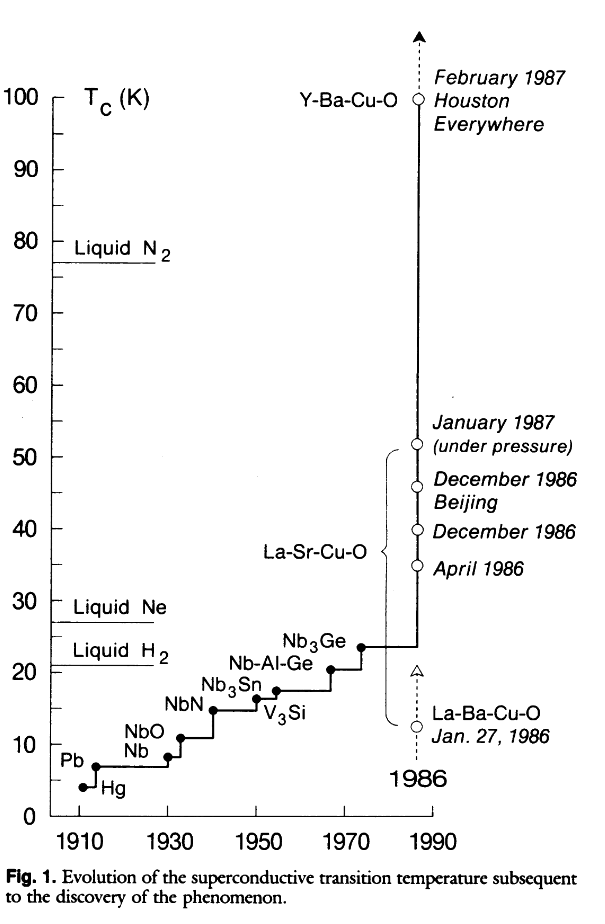 100
T_c (K)
Y-Ba-Cu-O
February 1987
Houston
Everywhere
90
80
Liquid N₂
70
60
January 1987
(under pressure)
50
December 1986
Beijing
40
December 1986
La-Sr-Cu-O
April 1986
30
Liquid Ne
Nb₃Ge
Liquid H₂
Nb-Al-Ge
20
Nb₃Sn
NbN
V₃Si
La-Ba-Cu-O
Jan. 27, 1986
NbO
10
Nb
Pb
Hg
1986
0
1910 1930 1950 1970 1990
Fig. 1. Evolution of the superconductive transition temperature subsequent
to the discovery of the phenomenon.